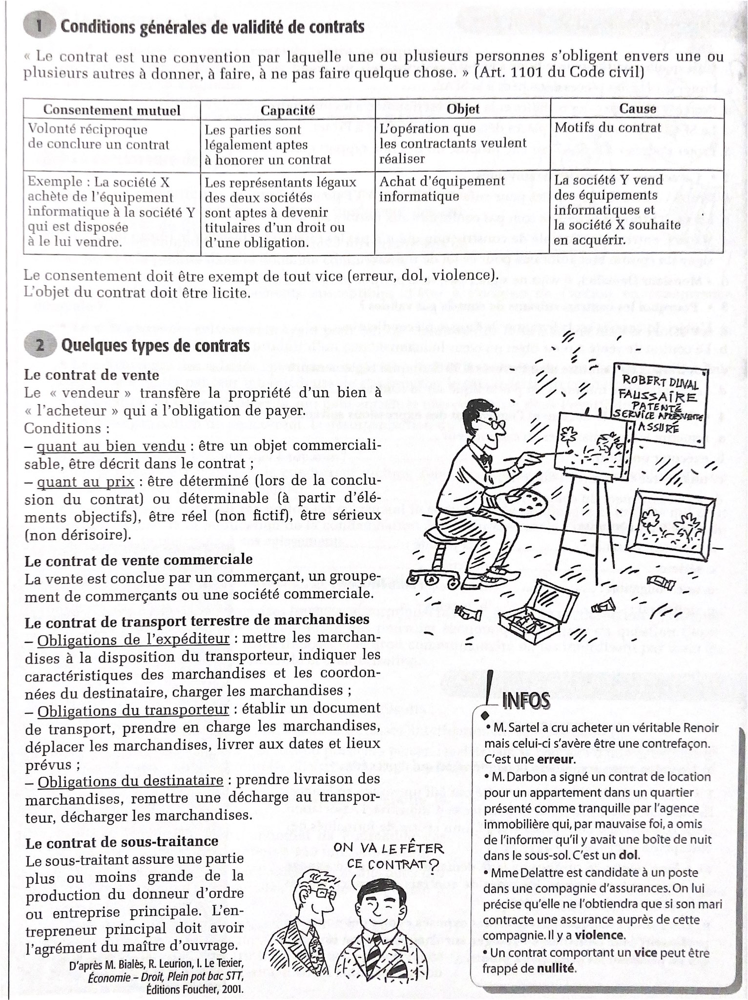 1 Conditions générales de validité de contrats
« Le contrat est une convention par laquelle une ou plusieurs personnes s'obligent envers une ou
plusieurs autres à donner, à faire, à ne pas faire quelque chose. » (Art. 1101 du Code civil)
Consentement mutuel
Capacité
Objet
Cause
Volonté réciproque
de conclure un contrat
Les parties sont
légalement aptes
à honorer un contrat
L'opération que
les contractants veulent
réaliser
Motifs du contrat
Exemple : La société X
achète de l'équipement
informatique à la société Y
qui est disposée
à le lui vendre.
Les représentants légaux
des deux sociétés
sont aptes à devenir
titulaires d'un droit ou
d'une obligation.
Achat d'équipement
informatique
La société Y vend
des équipements
informatiques et
la société X souhaite
en acquérir.
Le consentement doit être exempt de tout vice (erreur, dol, violence).
L'objet du contrat doit être licite.
2 Quelques types de contrats
Le contrat de vente
Le « vendeur » transfère la propriété d'un bien à
« l'acheteur » qui a l'obligation de payer.
Conditions :
– quant au bien vendu : être un objet commerciali-
sable, être décrit dans le contrat ;
– quant au prix : être déterminé (lors de la conclu-
sion du contrat) ou déterminable (à partir d'élé-
ments objectifs), être réel (non fictif), être sérieux
(non dérisoire).
Le contrat de vente commerciale
La vente est conclue par un commerçant, un groupe-
ment de commerçants ou une société commerciale.
Le contrat de transport terrestre de marchandises
– Obligations de l'expéditeur : mettre les marchan-
dises à la disposition du transporteur, indiquer les
caractéristiques des marchandises et les coordon-
nées du destinataire, charger les marchandises ;
– Obligations du transporteur : établir un document
de transport, prendre en charge les marchandises,
déplacer les marchandises, livrer aux dates et lieux
prévus ;
– Obligations du destinataire : prendre livraison des
marchandises, remettre une décharge au transpor-
teur, décharger les marchandises.
Le contrat de sous-traitance
Le sous-traitant assure une partie
plus ou moins grande de la
production du donneur d'ordre
ou entreprise principale. L'en-
trepreneur principal doit avoir
l'agrément du maître d'ouvrage.
D'après M. Bialès, R. Leurion, I. Le Texier,
Économie – Droit, Plein pot bac STT,
Éditions Foucher, 2001.
ROBERT DUVAL
FAUSSAIRE
PATENTÉ
SERVICE APRÈS VENTE
ASSURÉ
ON VA LE FÊTER
CE CONTRAT ?
! INFOS
• M. Sartel a cru acheter un véritable Renoir
mais celui-ci s'avère être une contrefaçon.
C'est une erreur.
• M. Darbon a signé un contrat de location
pour un appartement dans un quartier
présenté comme tranquille par l'agence
immobilière qui, par mauvaise foi, a omis
de l'informer qu'il y avait une boîte de nuit
dans le sous-sol. C'est un dol.
• Mme Delattre est candidate à un poste
dans une compagnie d'assurances. On lui
précise qu'elle ne l'obtiendra que si son mari
contracte une assurance auprès de cette
compagnie. Il y a violence.
• Un contrat comportant un vice peut être
frappé de nullité.